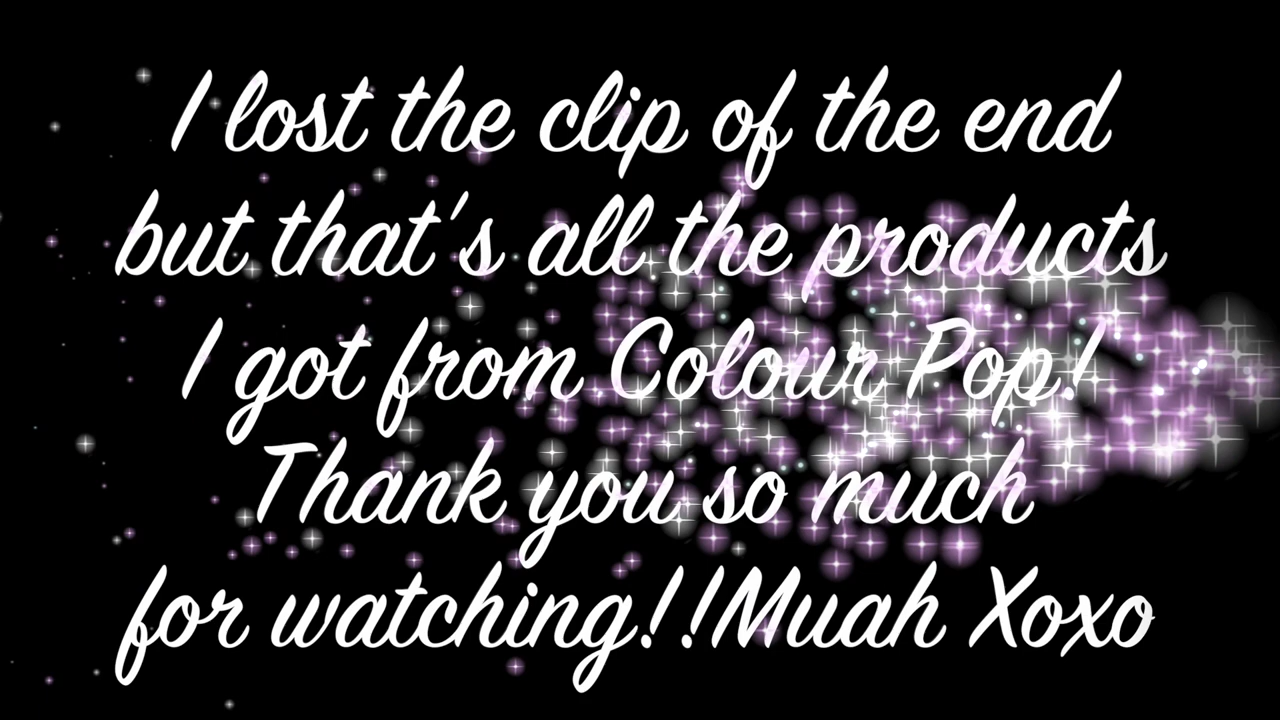 I lost the clip of the end
but that's all the products
I got from Colour Pop!
Thank you so much
for watching!!Muah Xoxo